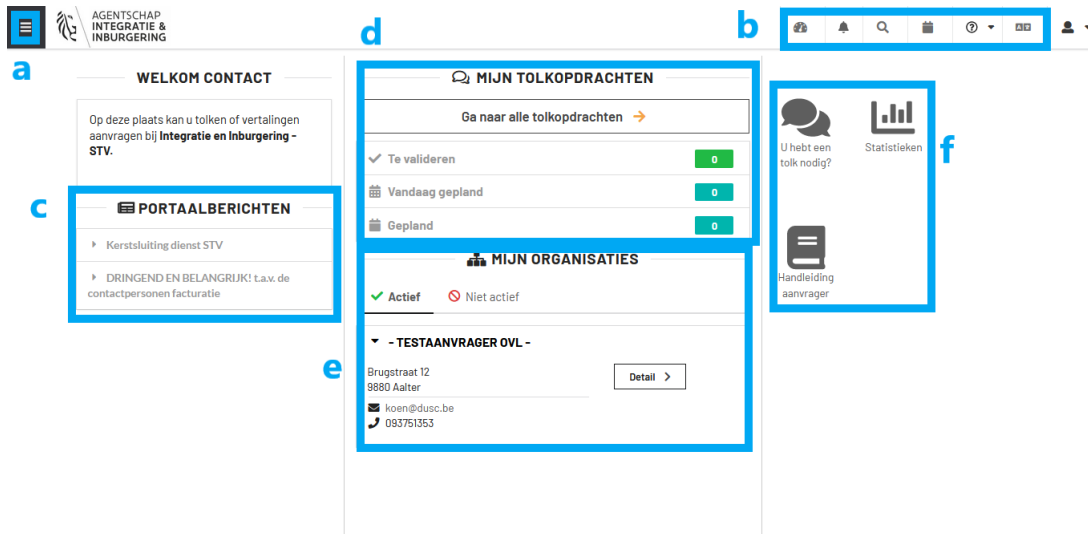 AGENTSCHAP
INTEGRATIE &
INBURGERING
a
b
WELKOM CONTACT
Op deze plaats kan u tolken of vertalingen
aanvragen bij Integratie en Inburgering -
STV.
c
PORTAALBERICHTEN
Kerstsluiting dienst STV
DRINGEND EN BELANGRIJK! t.a.v. de
contactpersonen facturatie
d
MIJN TOLKOPDRACHTEN
Ga naar alle tolkopdrachten →
Te valideren 0
Vandaag gepland 0
Gepland 0
e
MIJN ORGANISATIES
Actief Niet actief
- TESTAANVRAGER OVL -
Brugstraat 12
9880 Aalter
Detail >
koen@dusc.be
093751353
f
U hebt een
tolk nodig?
Statistieken
Handleiding
aanvrager